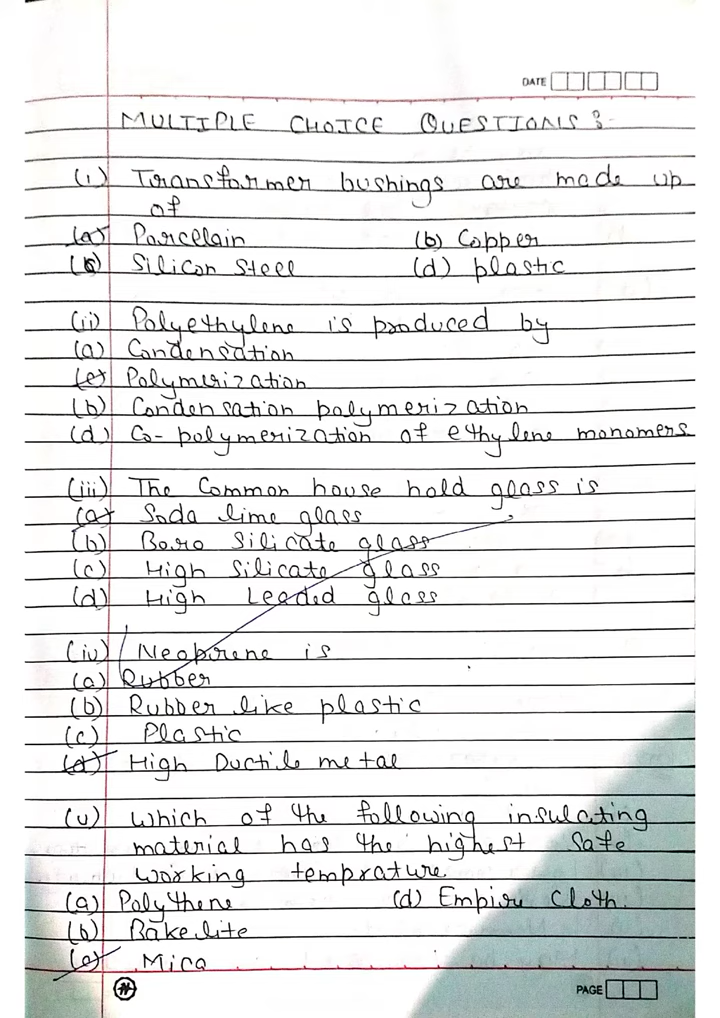 DATE
MULTIPLE CHOICE QUESTIONS :-
(i) Transformer bushings are made up
of
(a) Porcelain (b) Copper
(c) Silicon Steel (d) plastic
(ii) Polyethylene is produced by
(a) Condensation
(c) Polymerization
(b) Condensation polymerization
(d) Co-polymerization of ethylene monomers
(iii) The Common house hold glass is
(a) Soda lime glass
(b) Boro Silicate glass
(c) High Silicate glass
(d) High Leaded glass
(iv) Neoprene is
(a) Rubber
(b) Rubber like plastic
(c) Plastic
(d) High Ductile metal
(v) Which of the following insulating
material has the highest Safe
working temprature
(a) Polythene (d) Empire Cloth.
(b) Bakelite
(c) Mica
PAGE